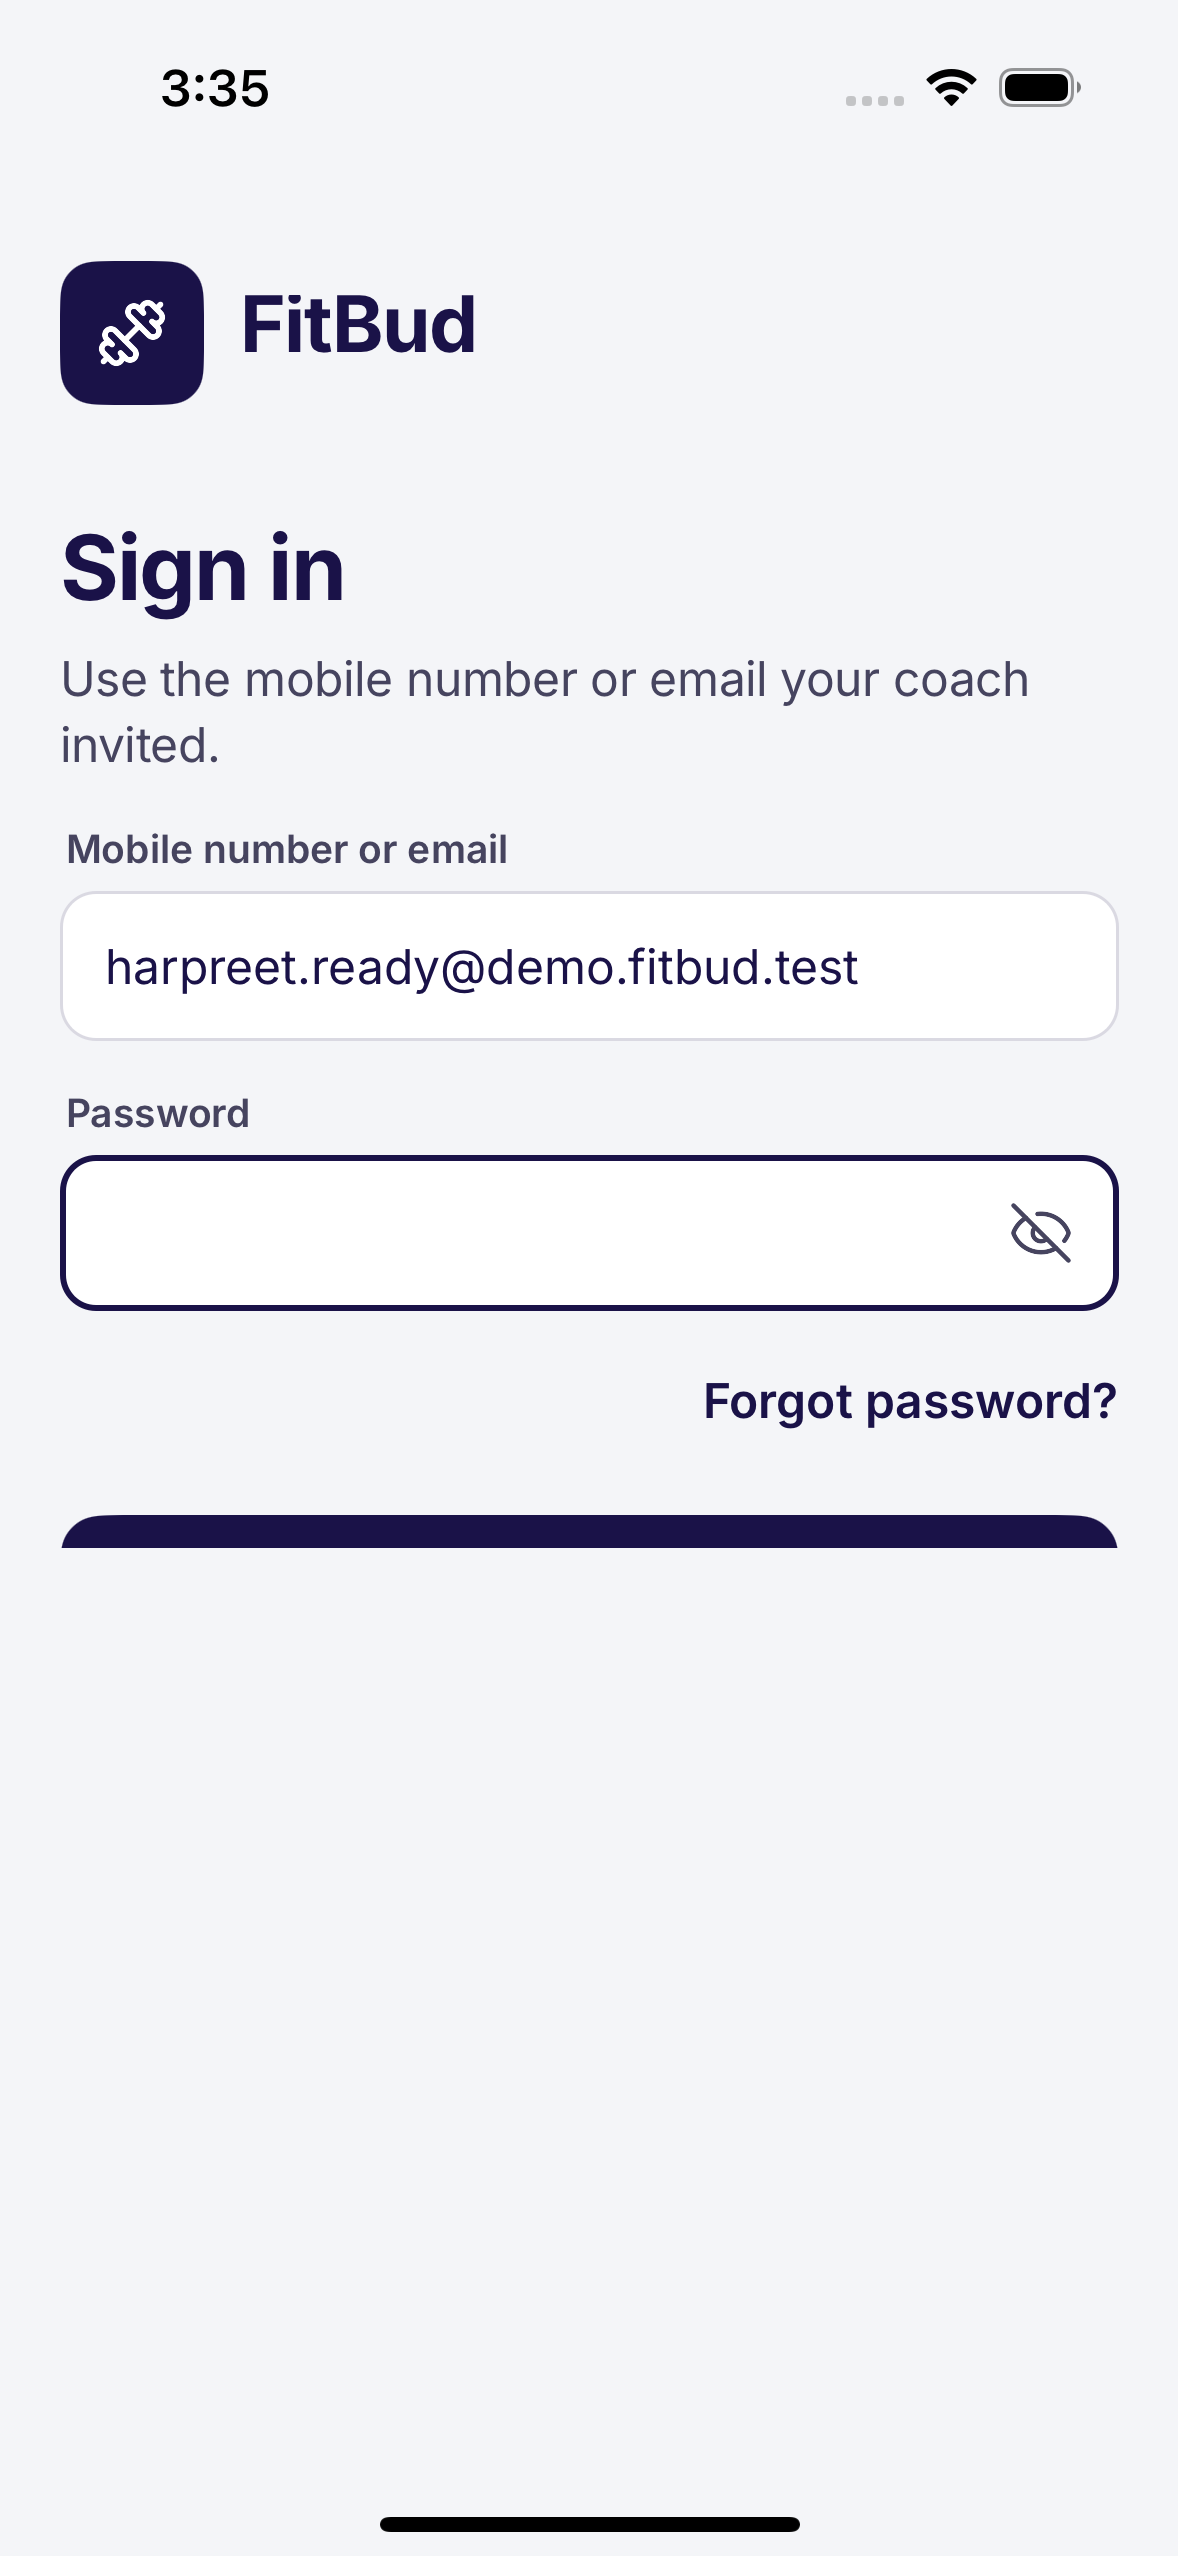 3:35
FitBud
Sign in
Use the mobile number or email your coach
invited.
Mobile number or email
harpreet.ready@demo.fitbud.test
Password
Forgot password?